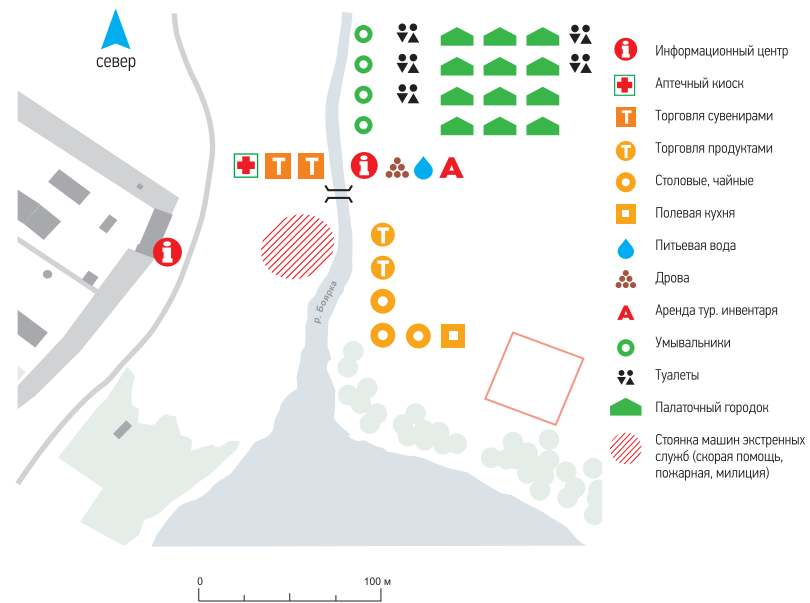 север
р. Боярка
Информационный центр
Аптечный киоск
Торговля сувенирами
Торговля продуктами
Столовые, чайные
Полевая кухня
Питьевая вода
Дрова
Аренда тур. инвентаря
Умывальники
Туалеты
Палаточный городок
Стоянка машин экстренных
служб (скорая помощь,
пожарная, милиция)
Т Т i А
i
Т
Т
i
Т
Т
А
0 100 м